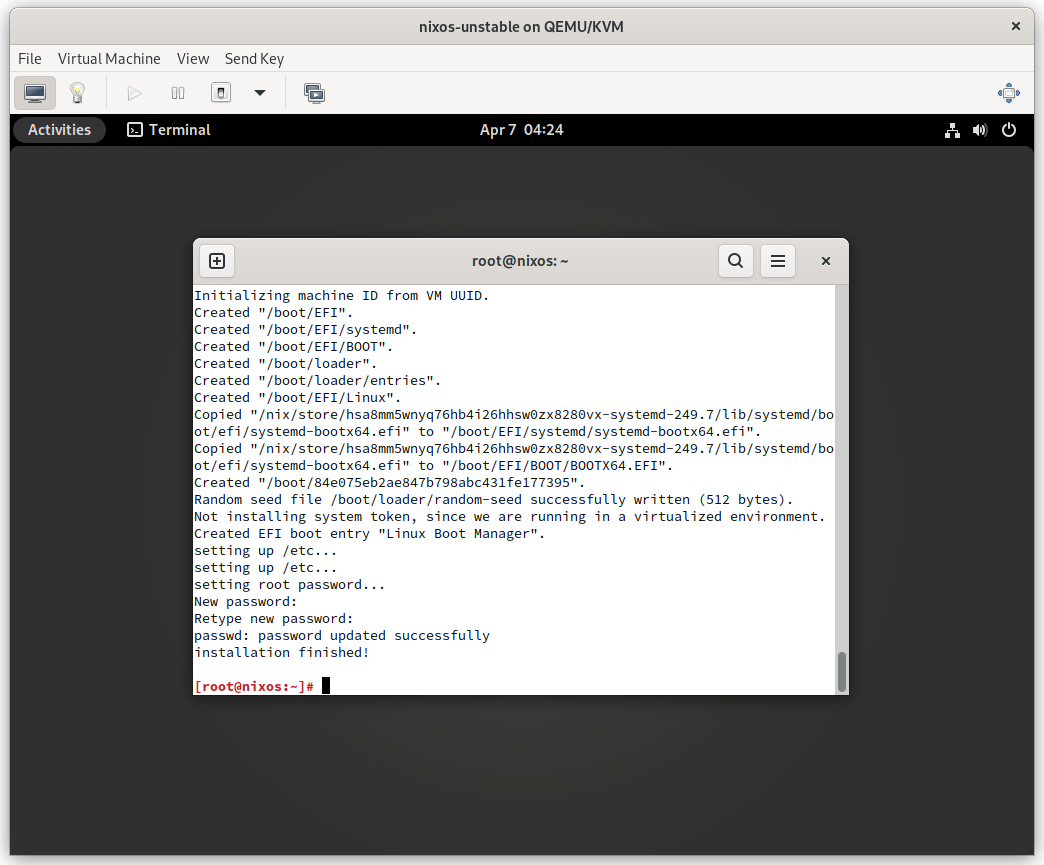 nixos-unstable on QEMU/KVM
File Virtual Machine View Send Key
Activities Terminal Apr 7 04:24
root@nixos: ~
Initializing machine ID from VM UUID.
Created "/boot/EFI".
Created "/boot/EFI/systemd".
Created "/boot/EFI/BOOT".
Created "/boot/loader".
Created "/boot/loader/entries".
Created "/boot/EFI/Linux".
Copied "/nix/store/hsa8mm5wnyq76hb4i26hhsw0zx8280vx-systemd-249.7/lib/systemd/bo
ot/efi/systemd-bootx64.efi" to "/boot/EFI/systemd/systemd-bootx64.efi".
Copied "/nix/store/hsa8mm5wnyq76hb4i26hhsw0zx8280vx-systemd-249.7/lib/systemd/bo
ot/efi/systemd-bootx64.efi" to "/boot/EFI/BOOT/BOOTX64.EFI".
Created "/boot/84e075eb2ae847b798abc431fe177395".
Random seed file /boot/loader/random-seed successfully written (512 bytes).
Not installing system token, since we are running in a virtualized environment.
Created EFI boot entry "Linux Boot Manager".
setting up /etc...
setting up /etc...
setting root password...
New password:
Retype new password:
passwd: password updated successfully
installation finished!
[root@nixos:~]#